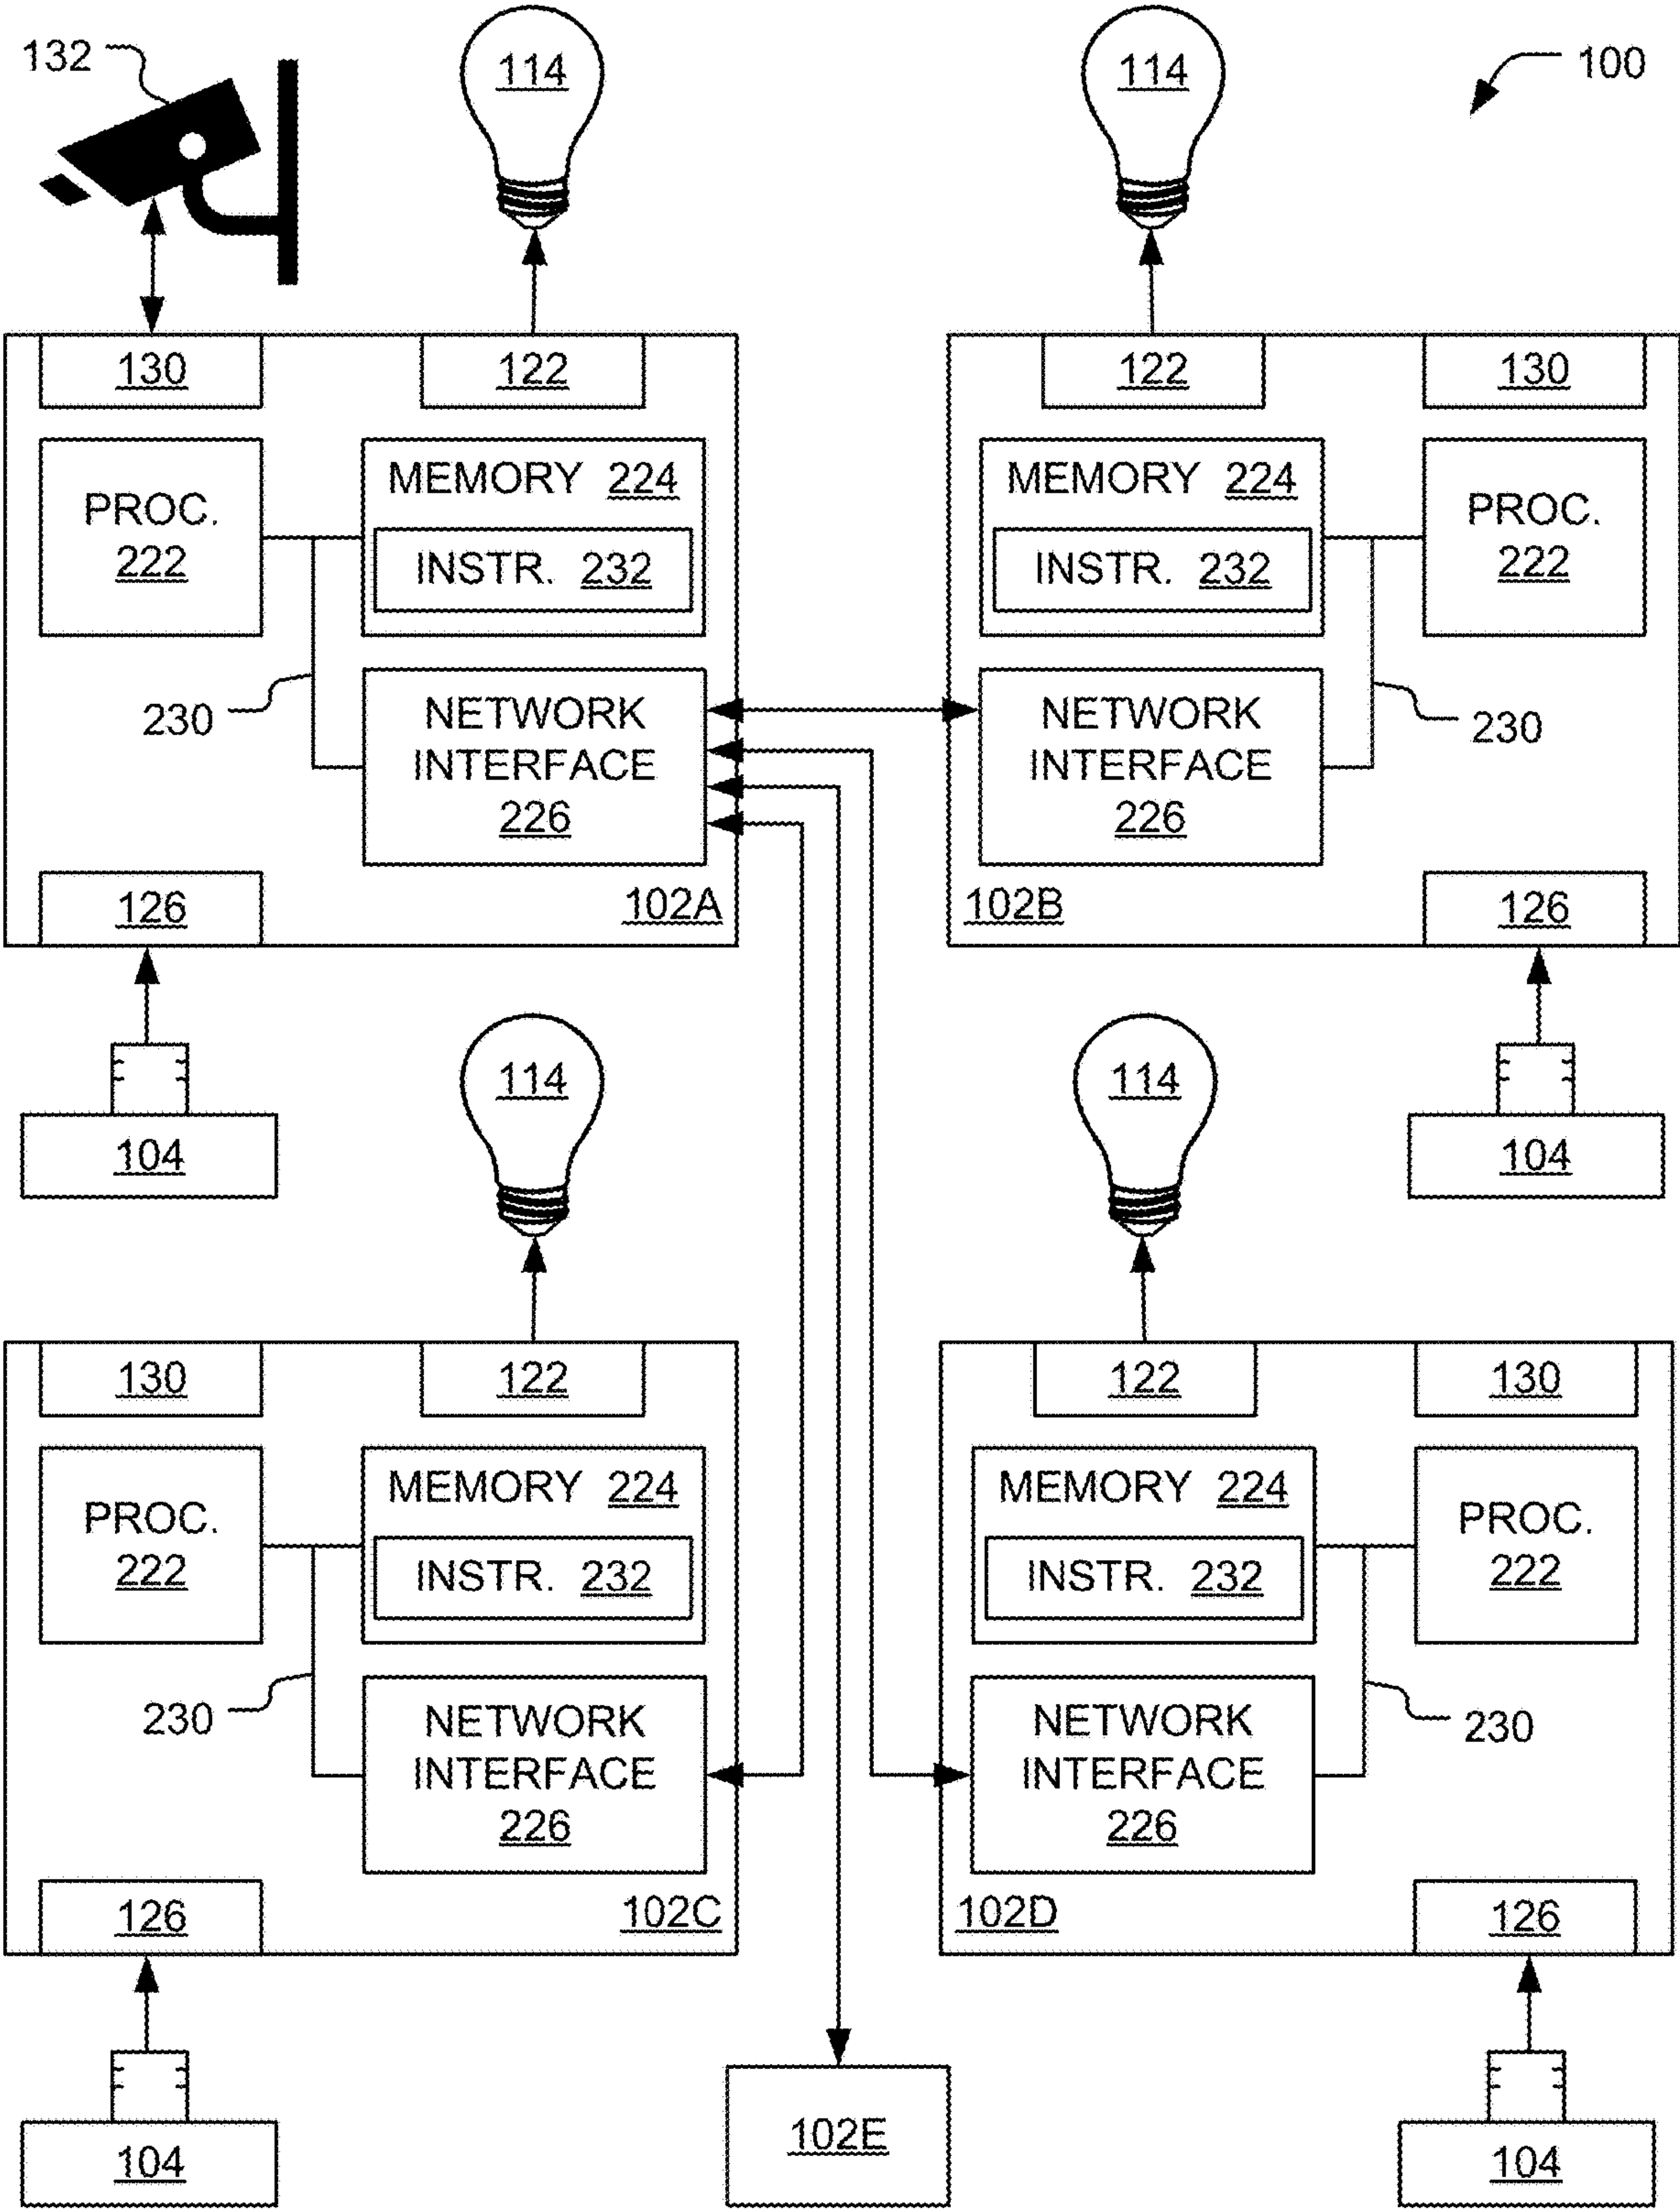 132
114
114
100
130
122
122
130
PROC.
222
MEMORY 224
INSTR. 232
MEMORY 224
INSTR. 232
PROC.
222
230
NETWORK
INTERFACE
226
NETWORK
INTERFACE
226
230
126
102A
102B
126
104
114
114
104
130
122
122
130
PROC.
222
MEMORY 224
INSTR. 232
MEMORY 224
INSTR. 232
PROC.
222
230
NETWORK
INTERFACE
226
NETWORK
INTERFACE
226
230
126
102C
102D
126
104
102E
104